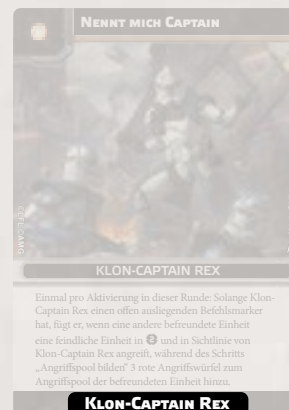 Nennt mich Captain
KLON-CAPTAIN REX
Einmal pro Aktivierung in dieser Runde: Solange Klon-
Captain Rex einen offen ausliegenden Befehlsmarker
hat, fügt er, wenn eine andere befreundete Einheit
eine feindliche Einheit in und in Sichtlinie von
Klon-Captain Rex angreift, während des Schritts
„Angriffspool bilden“ 3 rote Angriffswürfel zum
Angriffspool der befreundeten Einheit hinzu.
Klon-Captain Rex